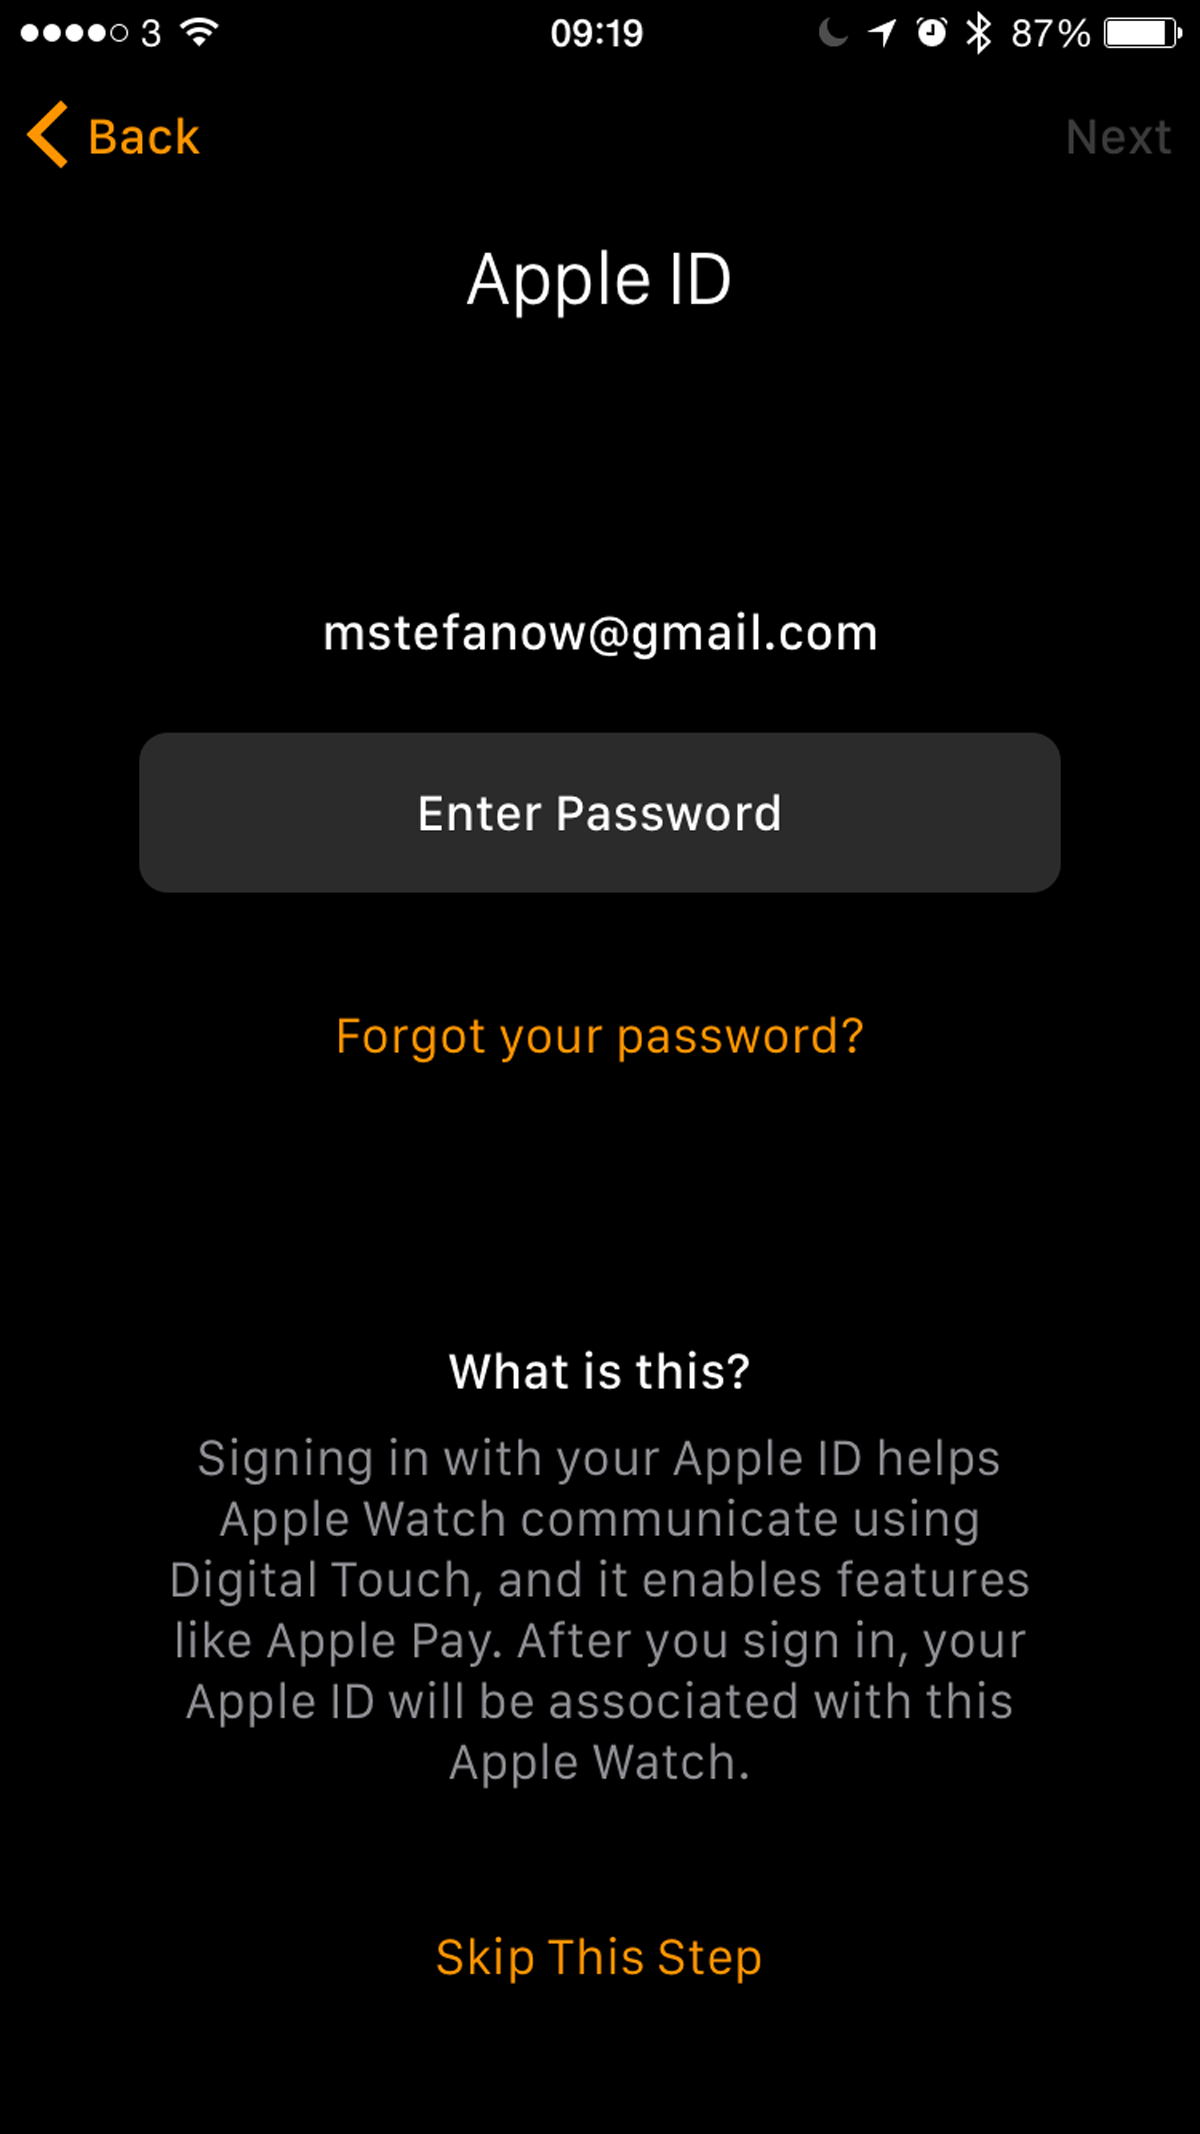 3 09:19 87%
Back Next
Apple ID
mstefanow@gmail.com
Enter Password
Forgot your password?
What is this?
Signing in with your Apple ID helps
Apple Watch communicate using
Digital Touch, and it enables features
like Apple Pay. After you sign in, your
Apple ID will be associated with this
Apple Watch.
Skip This Step